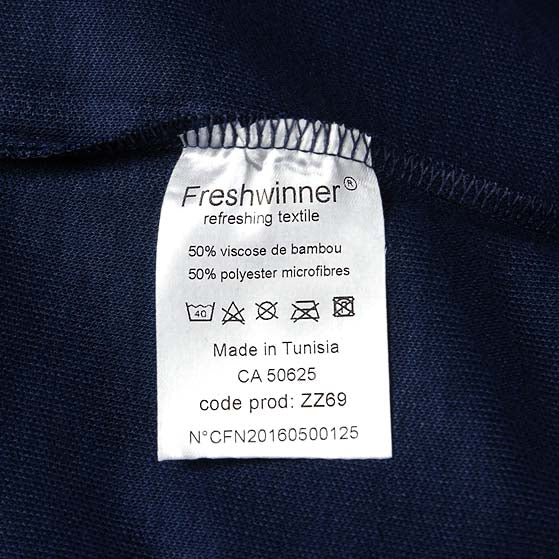 Freshwinner®
refreshing textile
50% viscose de bambou
50% polyester microfibres
40
Made in Tunisia
CA 50625
code prod: ZZ69
N°CFN20160500125